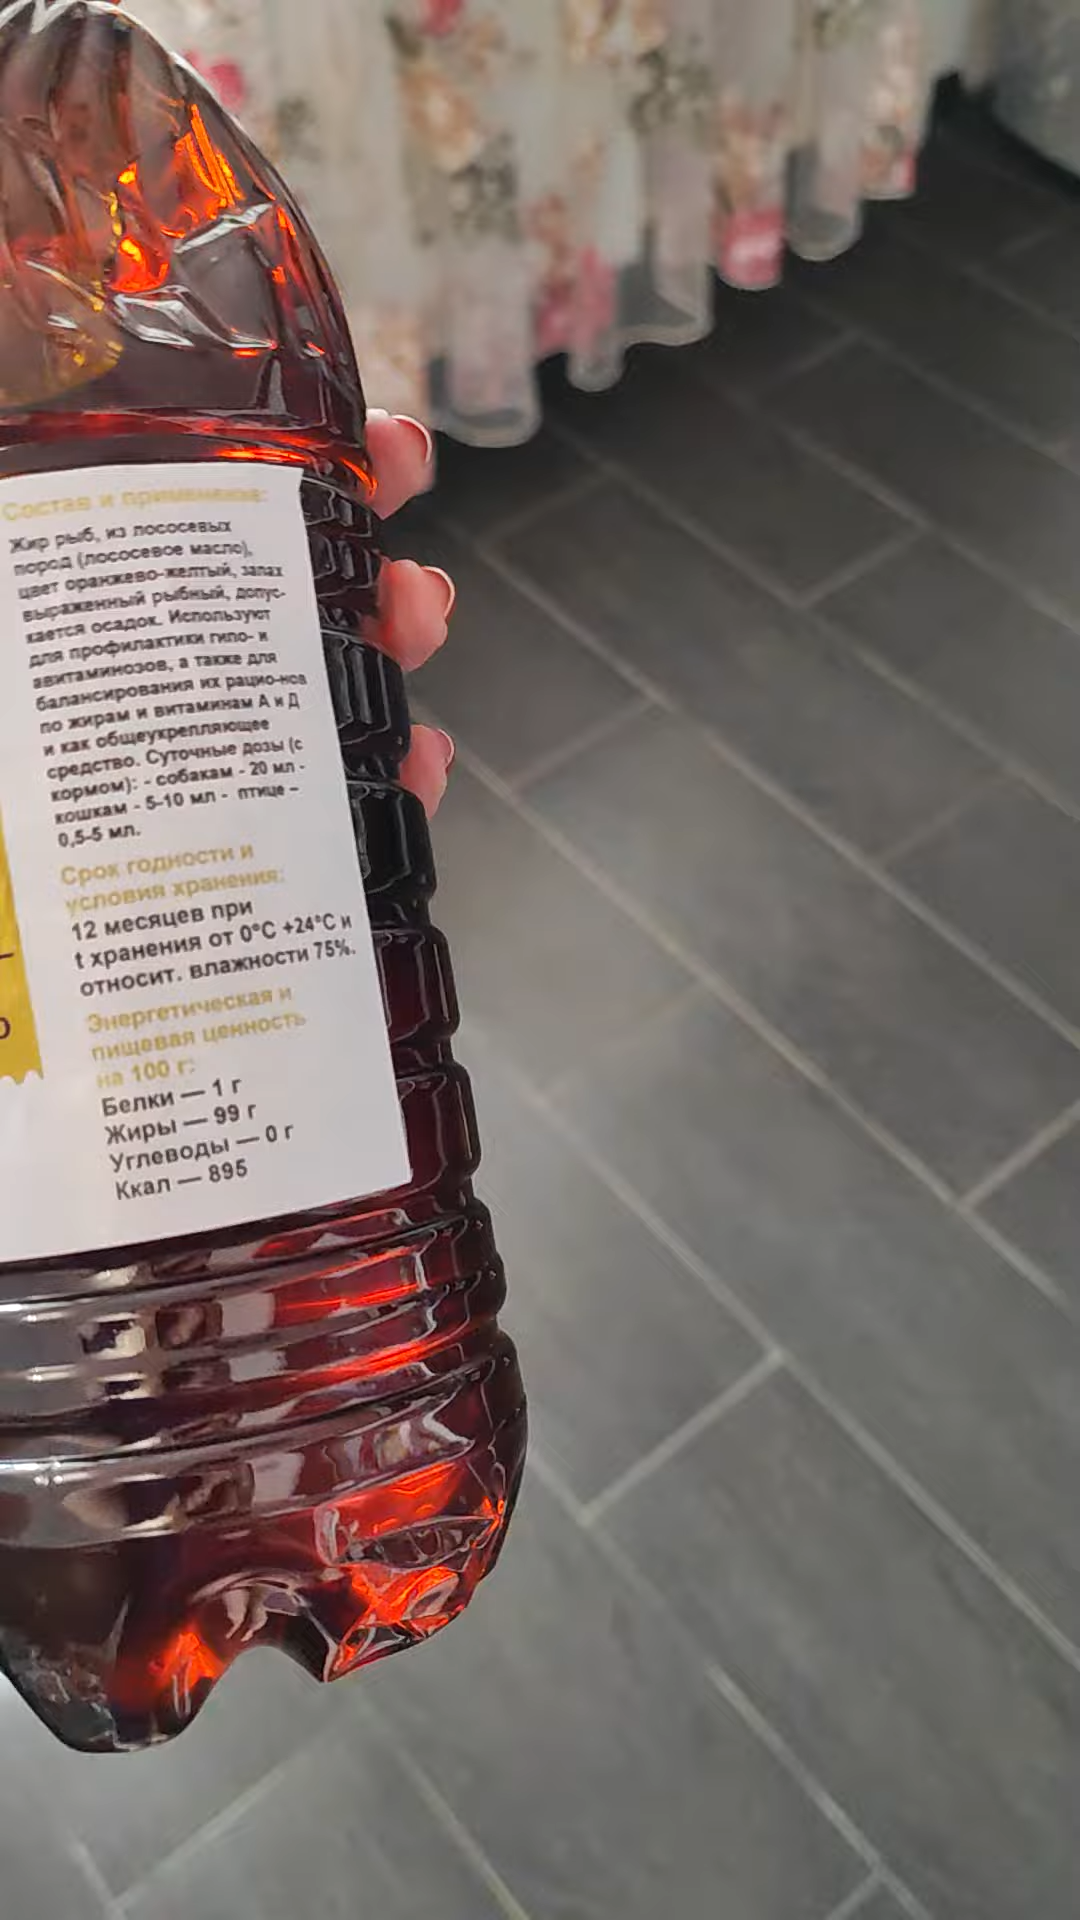 Состав и применение:
Жир рыб, из лососевых
пород (лососевое масло),
цвет оранжево-желтый, запах
выраженный рыбный, допус-
кается осадок. Используют
для профилактики гипо- и
авитаминозов, а также для
балансирования их рацио-нов
по жирам и витаминам А и Д
и как общеукрепляющее
средство. Суточные дозы (с
кормом): - собакам - 20 мл -
кошкам - 5-10 мл - птице –
0,5-5 мл.
Срок годности и
условия хранения:
12 месяцев при
t хранения от 0°C +24°C и
относит. влажности 75%.
Энергетическая и
пищевая ценность
на 100 г:
Белки — 1 г
Жиры — 99 г
Углеводы — 0 г
Ккал — 895